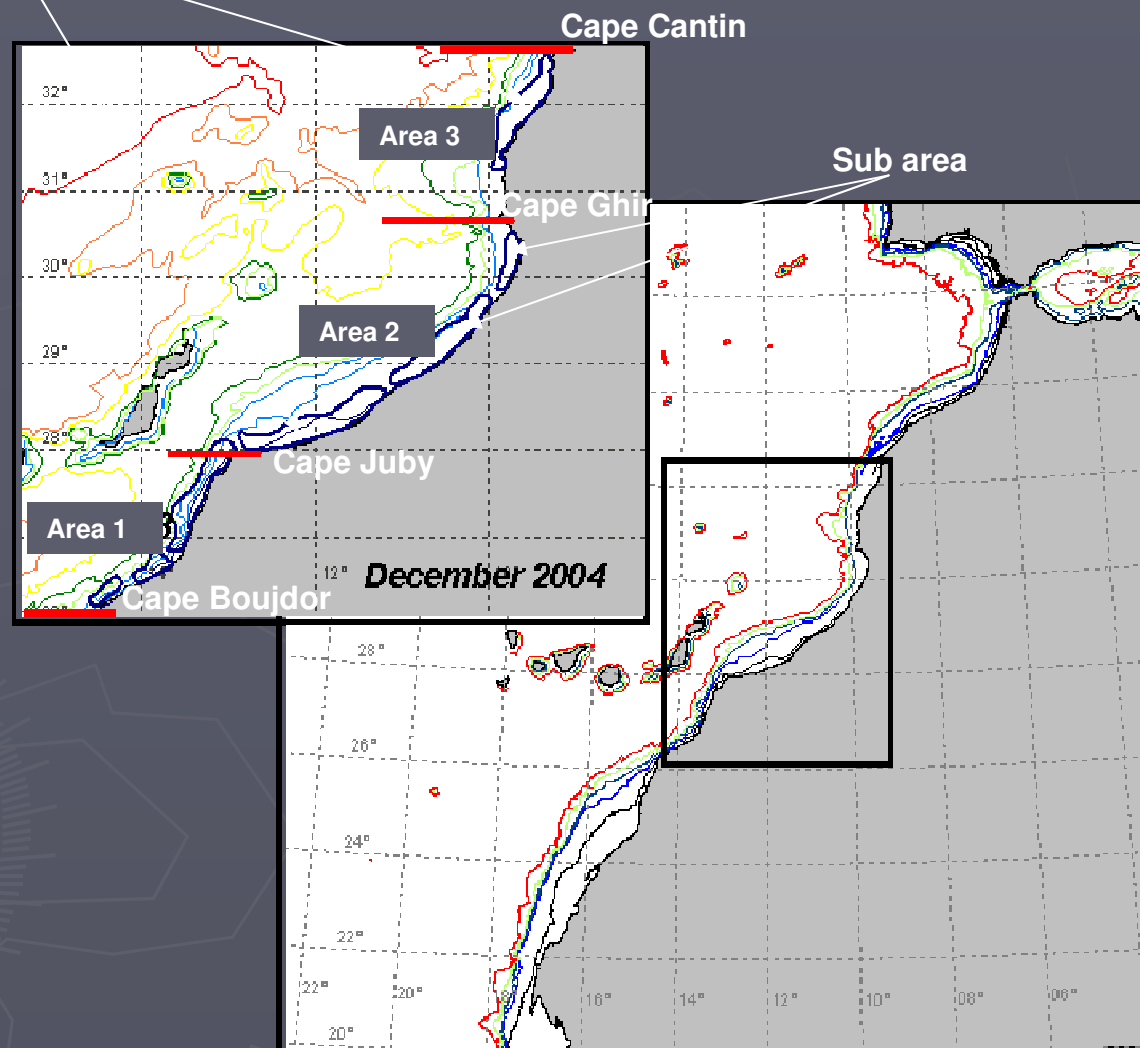 Cape Cantin
32°
Area 3
Sub area
31°
Cape Ghir
30°
Area 2
29°
28°
Cape Juby
Area 1
12°
December 2004
Cape Boujdor
28°
26°
24°
22°
22°
20°
16°
14°
12°
10°
08°
06°
20°